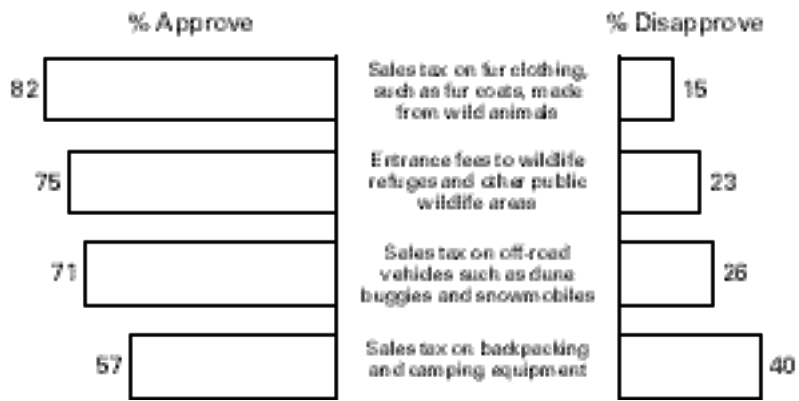 % Approve
% Disapprove
82
Sales tax on fur clothing,
such as fur coats, made
from wild animals
15
75
Entrance fees to wildlife
refuges and other public
wildlife areas
23
71
Sales tax on off-road
vehicles such as dune
buggies and snowmobiles
26
57
Sales tax on backpacking
and camping equipment
40